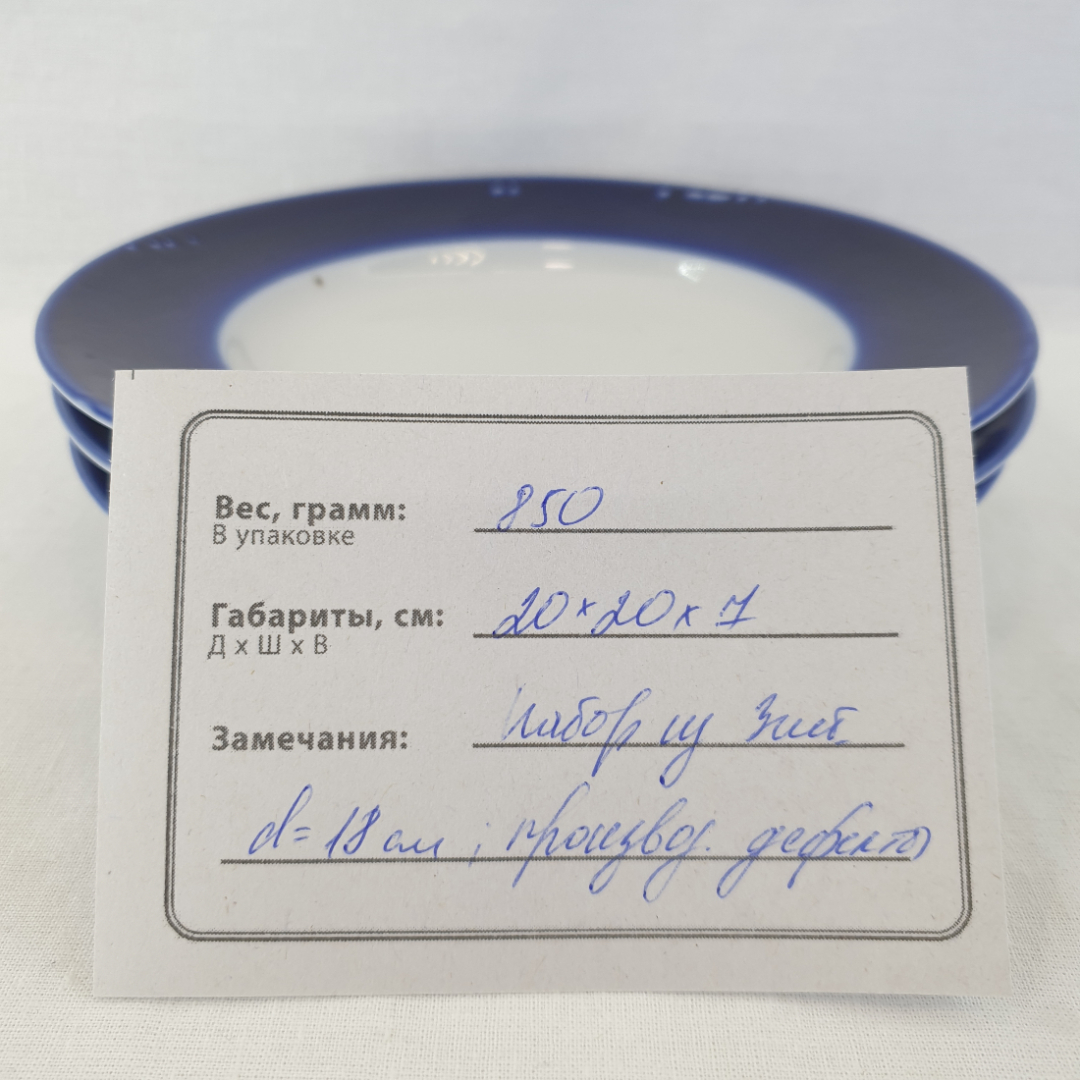 Вес, грамм: 850
В упаковке
Габариты, см: 20×20×7
Д х Ш х В
Замечания: Набор из 3шт
d=18 см ; производ. дефекты